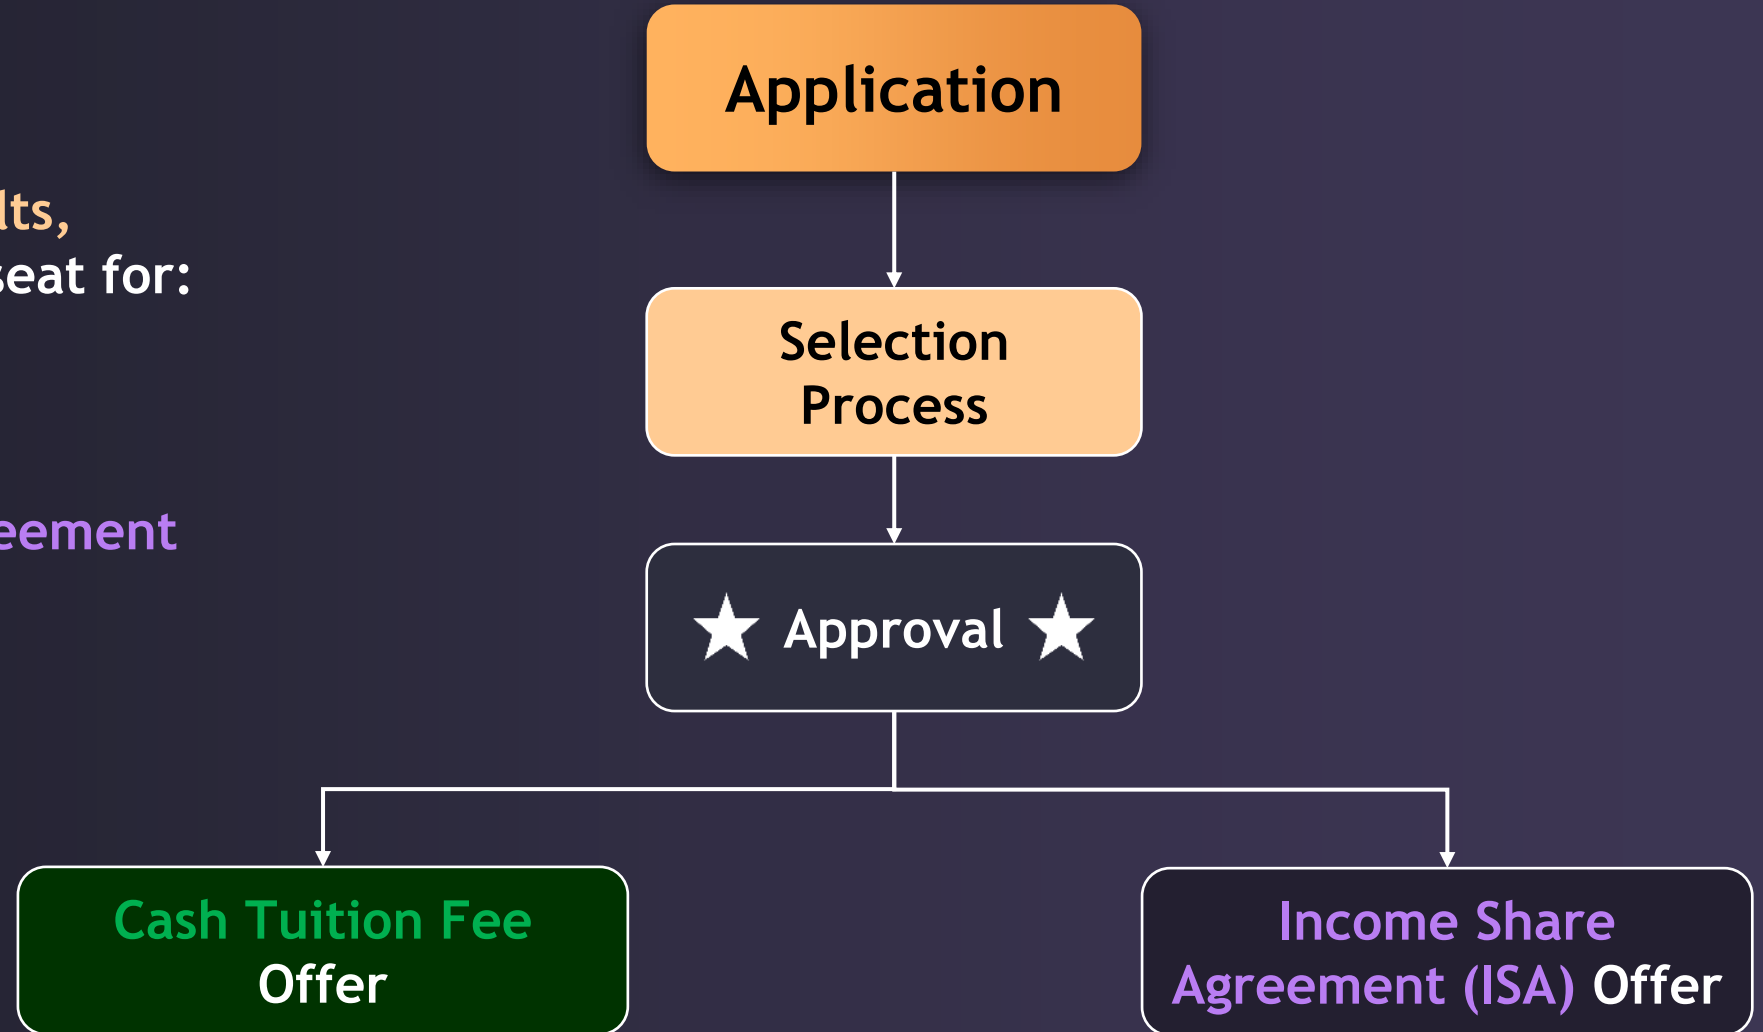 Application
lts,
seat for:
Selection
Process
eement
Approval
Cash Tuition Fee
Offer
Income Share
Agreement (ISA) Offer